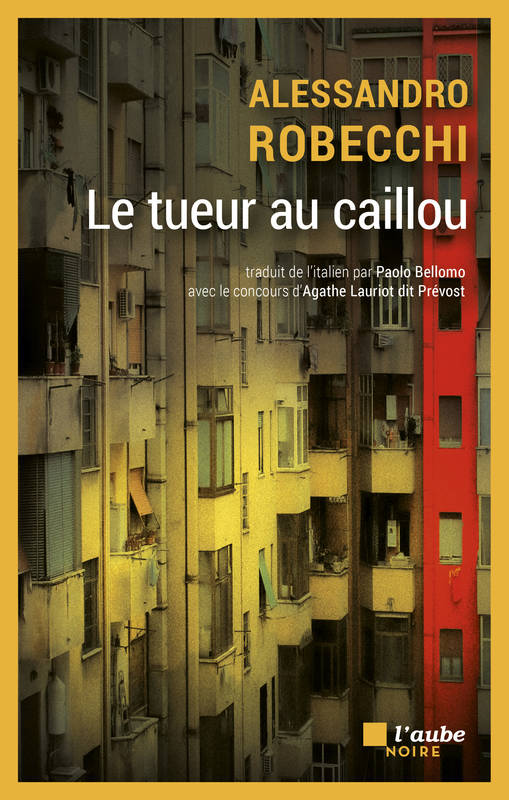 ALESSANDRO
ROBECCHI
Le tueur au caillou
traduit de l'italien par Paolo Bellomo
avec le concours d'Agathe Lauriot dit Prévost
l'aube
NOIRE